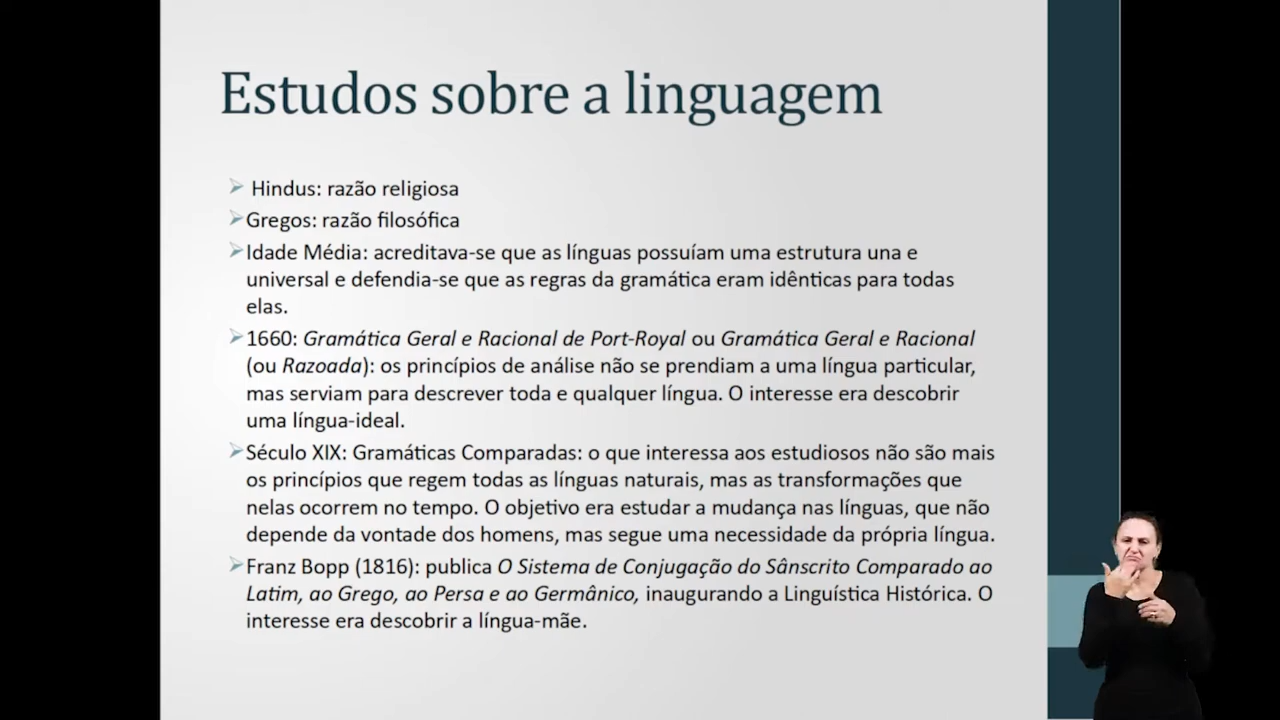 Estudos sobre a linguagem
Hindus: razão religiosa
Gregos: razão filosófica
Idade Média: acreditava-se que as línguas possuíam uma estrutura una e
universal e defendia-se que as regras da gramática eram idênticas para todas
elas.
1660: Gramática Geral e Racional de Port-Royal ou Gramática Geral e Racional
(ou Razoada): os princípios de análise não se prendiam a uma língua particular,
mas serviam para descrever toda e qualquer língua. O interesse era descobrir
uma língua-ideal.
Século XIX: Gramáticas Comparadas: o que interessa aos estudiosos não são mais
os princípios que regem todas as línguas naturais, mas as transformações que
nelas ocorrem no tempo. O objetivo era estudar a mudança nas línguas, que não
depende da vontade dos homens, mas segue uma necessidade da própria língua.
Franz Bopp (1816): publica O Sistema de Conjugação do Sânscrito Comparado ao
Latim, ao Grego, ao Persa e ao Germânico, inaugurando a Linguística Histórica. O
interesse era descobrir a língua-mãe.